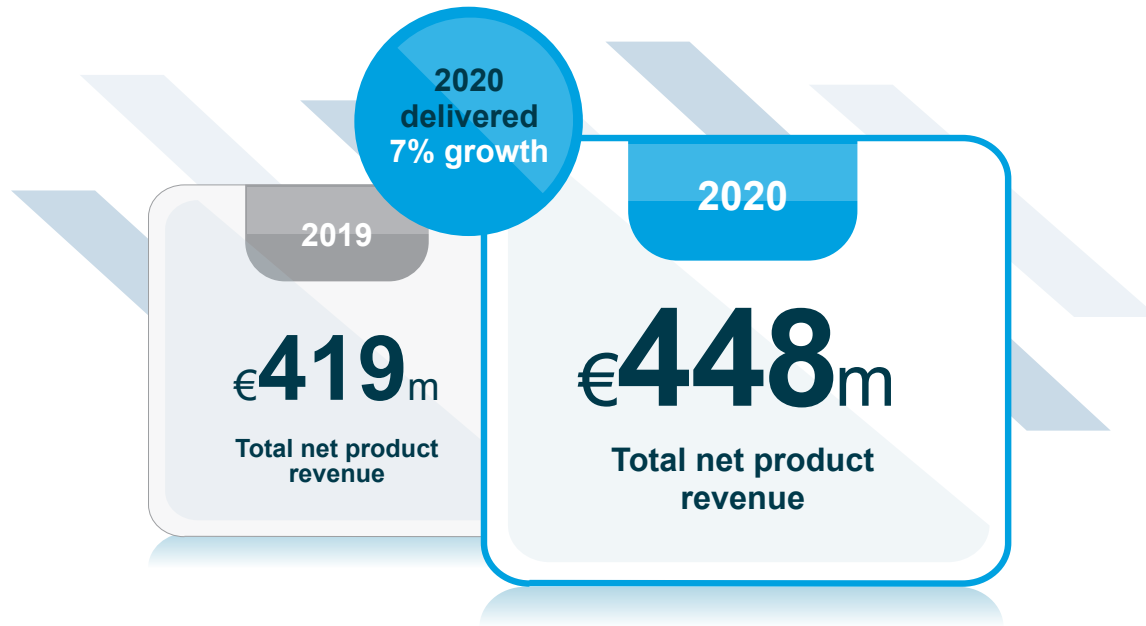 2020
delivered
7% growth
2019
€419m
Total net product
revenue
2020
€448m
Total net product
revenue